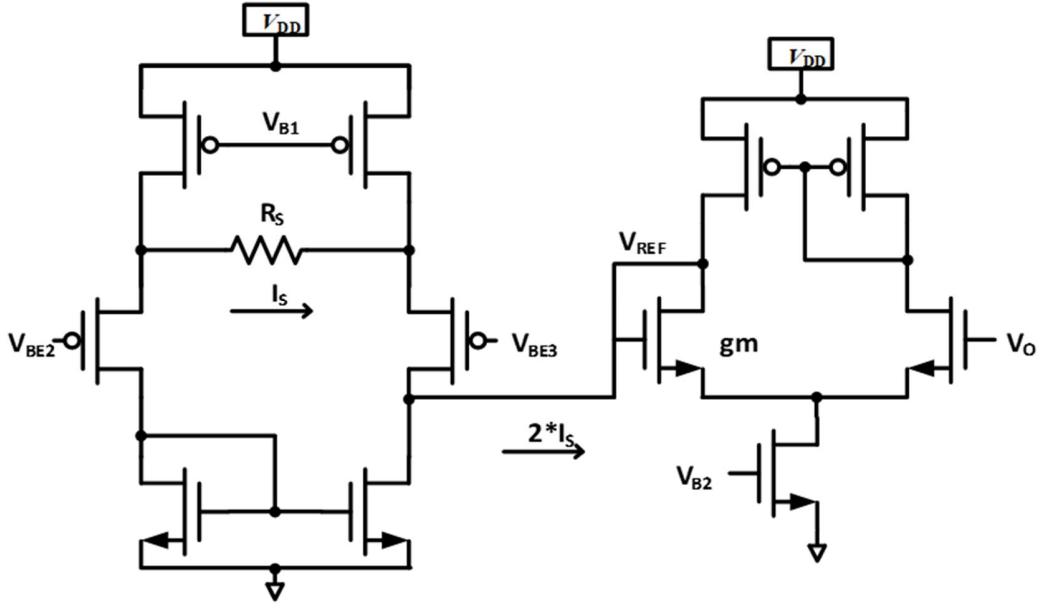 VDD
VDD
VB1
RS
VREF
IS
VBE2
VBE3
gm
VO
2*IS
VB2